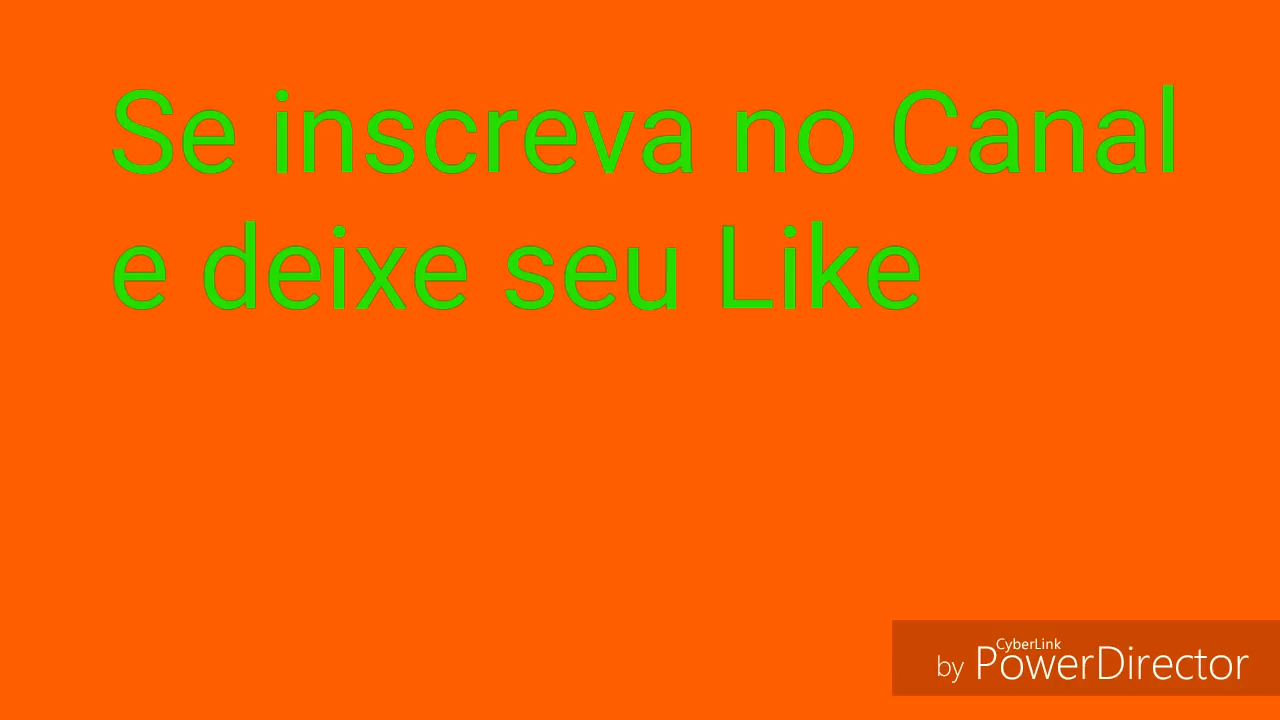 Se inscreva no Canal
e deixe seu Like
CyberLink
by PowerDirector